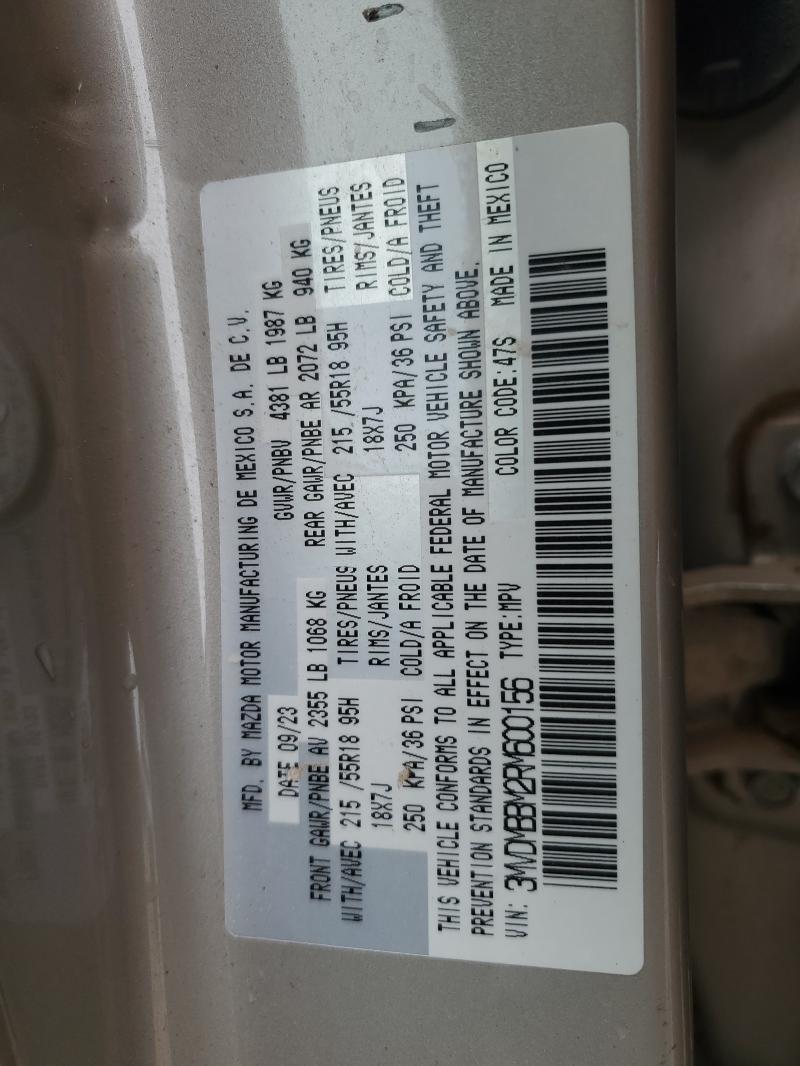 MFD. BY MAZDA MOTOR MANUFACTURING DE MEXICO S.A. DE C.V.
DATE 09/23 GVWR/PNBV 4381 LB 1987 KG
FRONT GAWR/PNBE AV 2355 LB 1068 KG REAR GAWR/PNBE AR 2072 LB 940 KG
WITH/AVEC 215 /55R18 95H TIRES/PNEUS WITH/AVEC 215 /55R18 95H TIRES/PNEUS
18X7J RIMS/JANTES 18X7J RIMS/JANTES
250 KPA/36 PSI COLD/A FROID 250 KPA/36 PSI COLD/A FROID
THIS VEHICLE CONFORMS TO ALL APPLICABLE FEDERAL MOTOR VEHICLE SAFETY AND THEFT
PREVENTION STANDARDS IN EFFECT ON THE DATE OF MANUFACTURE SHOWN ABOVE.
VIN: 3MVDMBBM2RM600156 TYPE:MPV COLOR CODE:47S MADE IN MEXICO